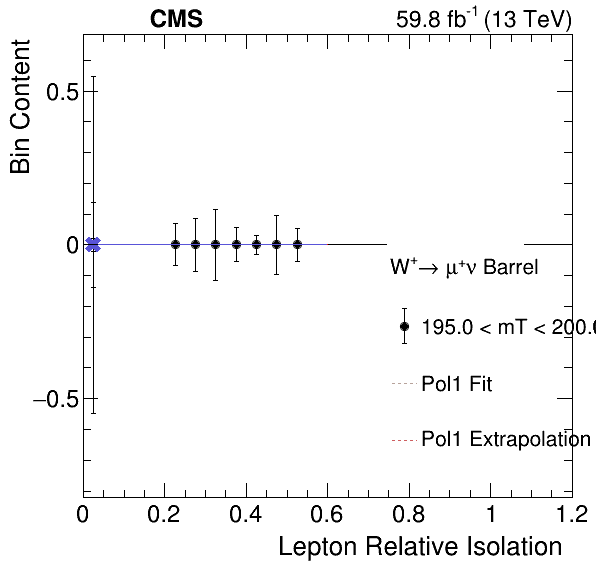 CMS
59.8 fb⁻¹ (13 TeV)
Bin Content
0.5
0
−0.5
W⁺→ μ⁺ν Barrel
195.0 < mT < 200.0
Pol1 Fit
Pol1 Extrapolation
0 0.2 0.4 0.6 0.8 1 1.2
Lepton Relative Isolation